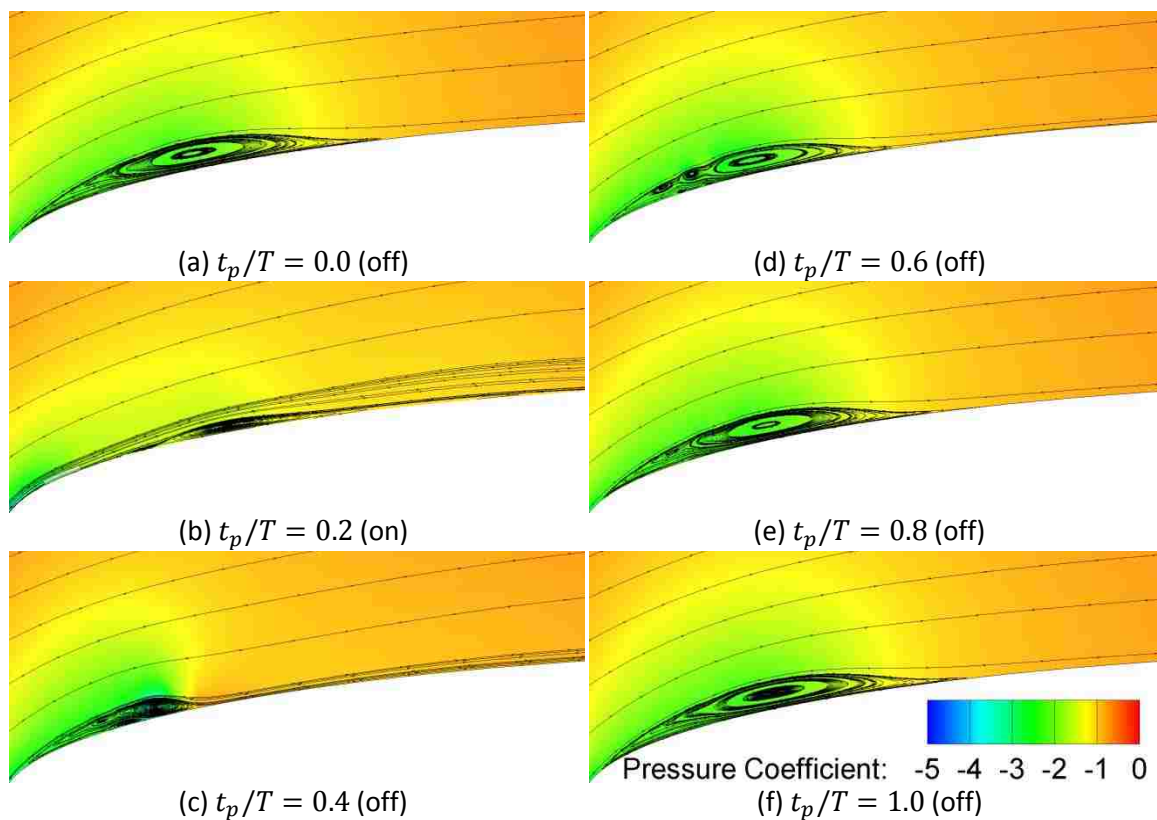 (a) t_p/T = 0.0 (off)
(d) t_p/T = 0.6 (off)
(b) t_p/T = 0.2 (on)
(e) t_p/T = 0.8 (off)
Pressure Coefficient: -5 -4 -3 -2 -1 0
(c) t_p/T = 0.4 (off)
(f) t_p/T = 1.0 (off)